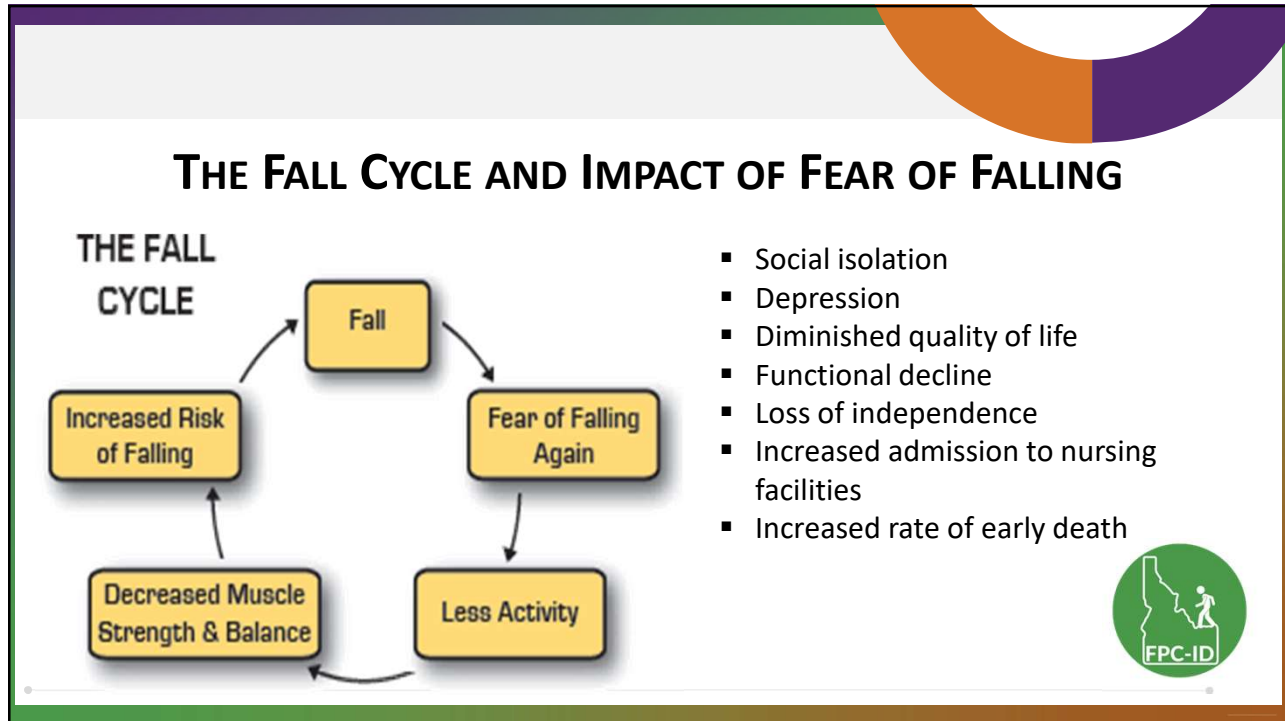 THE FALL CYCLE AND IMPACT OF FEAR OF FALLING
THE FALL
CYCLE
Fall
Fear of Falling
Again
Less Activity
Decreased Muscle
Strength & Balance
Increased Risk
of Falling
▪ Social isolation
▪ Depression
▪ Diminished quality of life
▪ Functional decline
▪ Loss of independence
▪ Increased admission to nursing
facilities
▪ Increased rate of early death
FPC-ID